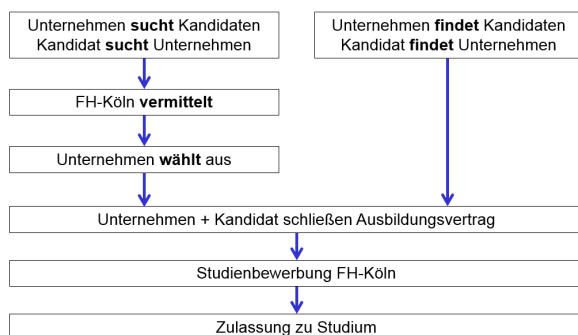 Unternehmen sucht Kandidaten
Kandidat sucht Unternehmen
Unternehmen findet Kandidaten
Kandidat findet Unternehmen
FH-Köln vermittelt
Unternehmen wählt aus
Unternehmen + Kandidat schließen Ausbildungsvertrag
Studienbewerbung FH-Köln
Zulassung zu Studium